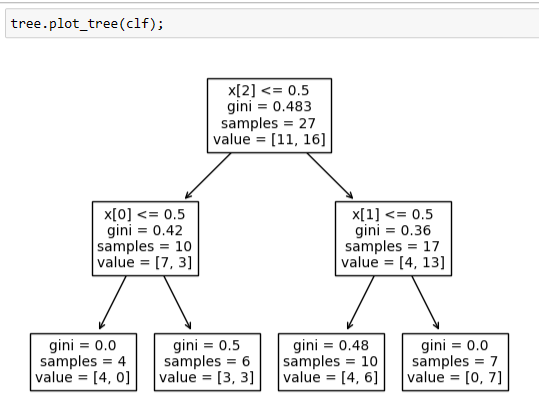 tree.plot_tree(clf);
x[2] <= 0.5
gini = 0.483
samples = 27
value = [11, 16]
x[0] <= 0.5
gini = 0.42
samples = 10
value = [7, 3]
x[1] <= 0.5
gini = 0.36
samples = 17
value = [4, 13]
gini = 0.0
samples = 4
value = [4, 0]
gini = 0.5
samples = 6
value = [3, 3]
gini = 0.48
samples = 10
value = [4, 6]
gini = 0.0
samples = 7
value = [0, 7]